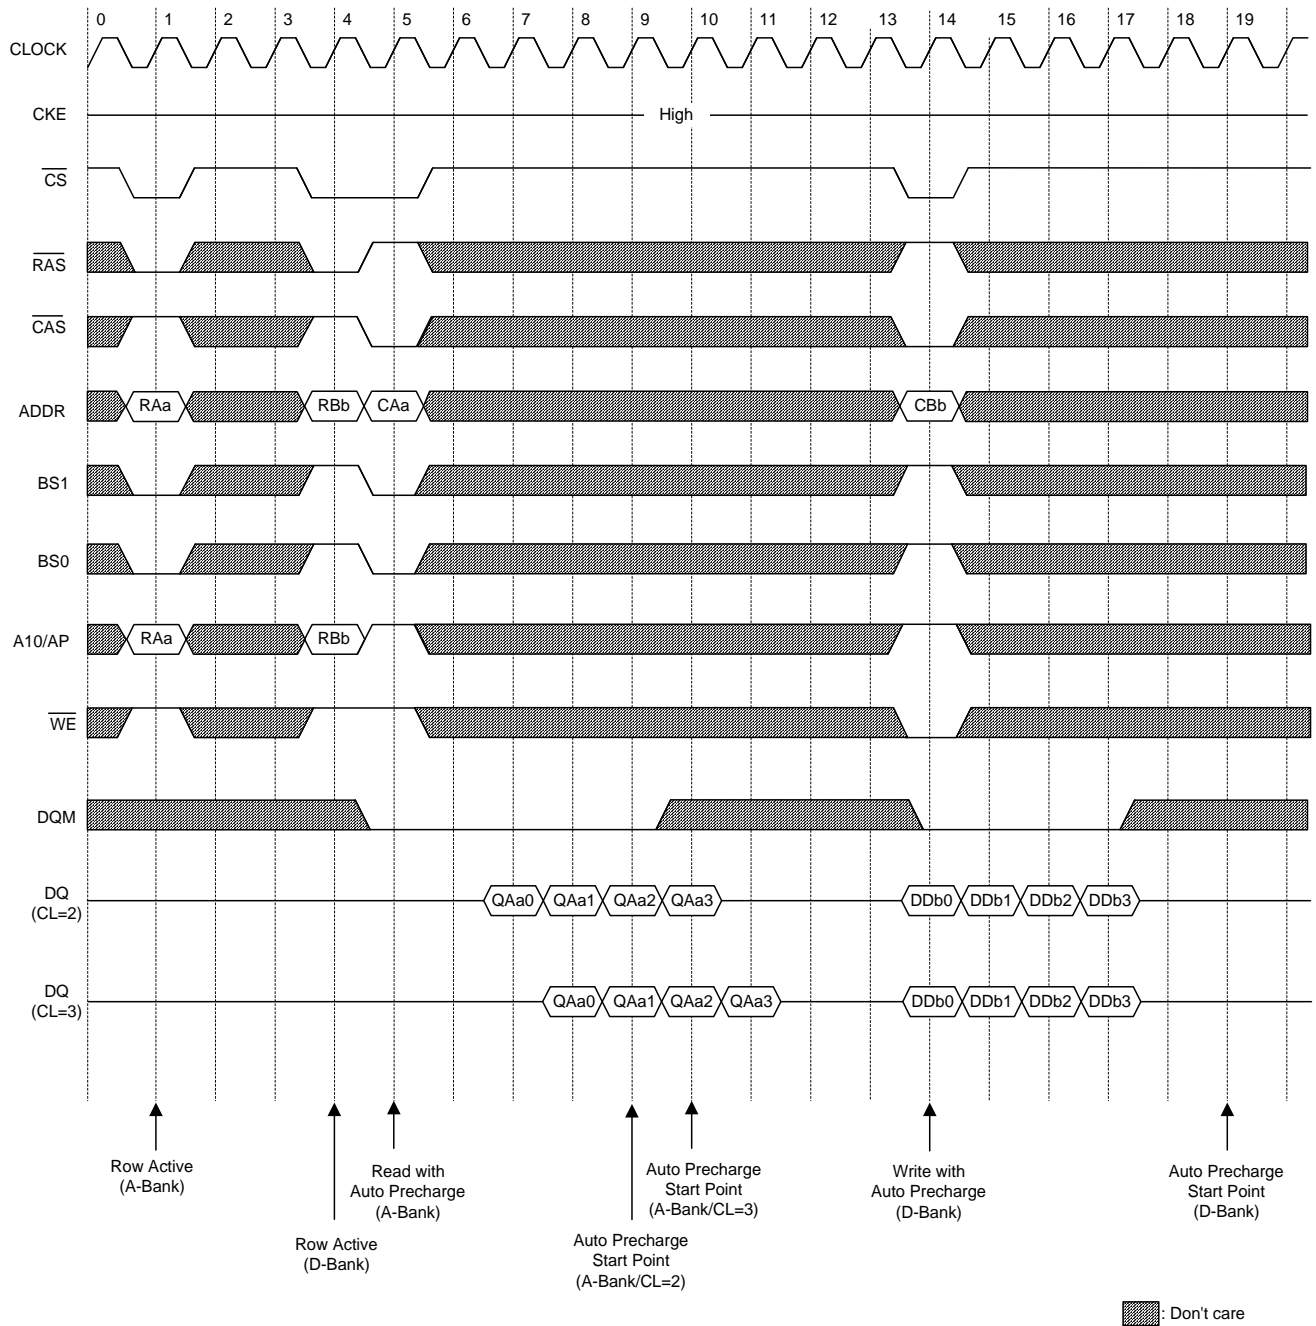 0 1 2 3 4 5 6 7 8 9 10 11 12 13 14 15 16 17 18 19
CLOCK
CKE High
CS
RAS
CAS
ADDR RAa RBb CAa CBb
BS1
BS0
A10/AP RAa RBb
WE
DQM
DQ
(CL=2)
QAa0 QAa1 QAa2 QAa3 DDb0 DDb1 DDb2 DDb3
DQ
(CL=3)
QAa0 QAa1 QAa2 QAa3 DDb0 DDb1 DDb2 DDb3
Row Active
(A-Bank)
Row Active
(D-Bank)
Read with
Auto Precharge
(A-Bank)
Auto Precharge
Start Point
(A-Bank/CL=2)
Auto Precharge
Start Point
(A-Bank/CL=3)
Write with
Auto Precharge
(D-Bank)
Auto Precharge
Start Point
(D-Bank)
: Don't care